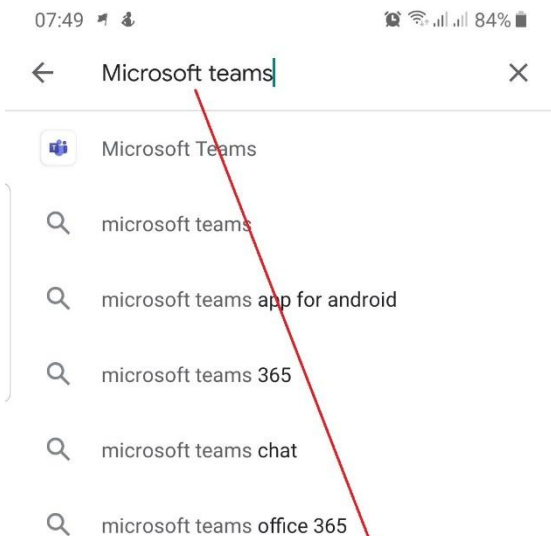 07:49 84%
Microsoft teams
Microsoft Teams
microsoft teams
microsoft teams app for android
microsoft teams 365
microsoft teams chat
microsoft teams office 365